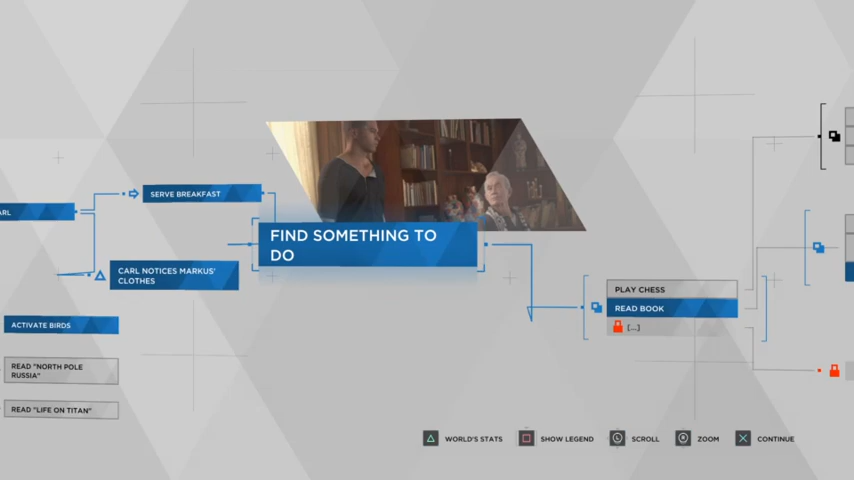 ARL
SERVE BREAKFAST
CARL NOTICES MARKUS'
CLOTHES
ACTIVATE BIRDS
READ "NORTH POLE
RUSSIA"
READ "LIFE ON TITAN"
FIND SOMETHING TO
DO
PLAY CHESS
READ BOOK
[...]
WORLD'S STATS
SHOW LEGEND
L SCROLL
R ZOOM
CONTINUE